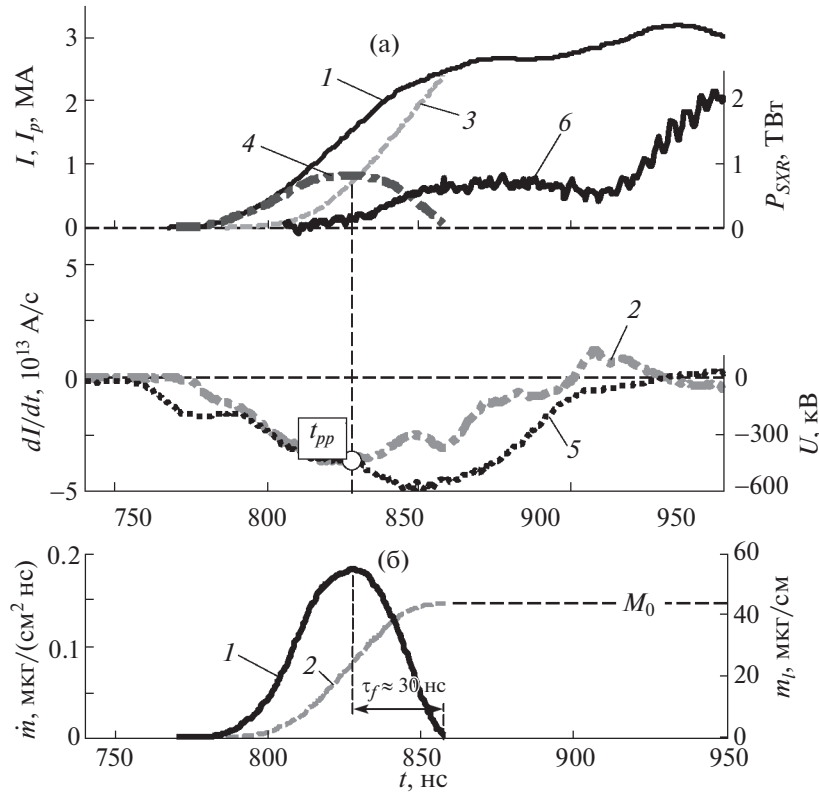 (а)
3
2
1
0
I, I_p, МА
1
3
4
6
2
1
0
P_SXR, ТВт
5
0
−5
dI/dt, 10^13 А/с
2
5
t_pp
0
−300
−600
U, кВ
750 800 850 900 950
(б)
0.2
0.1
0
ṁ, мкг/(см^2 нс)
1
2
τ_f ≈ 30 нс
M_0
60
40
20
0
m_l, мкг/см
750 800 850 900 950
t, нс